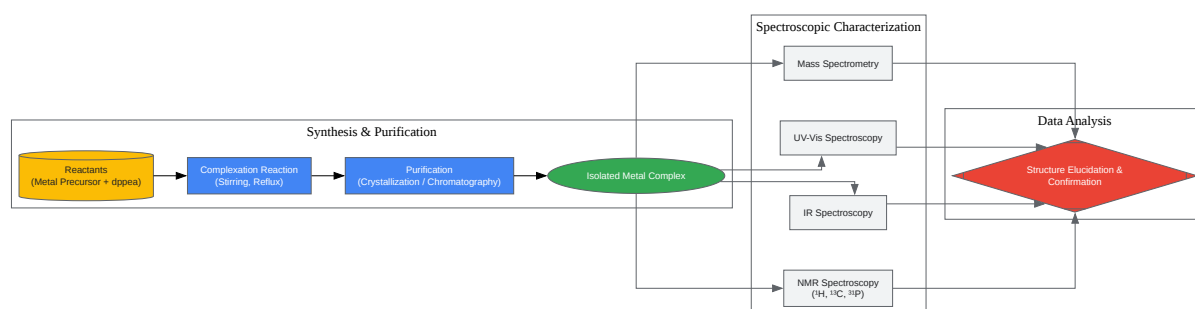 Spectroscopic Characterization
Mass Spectrometry
Synthesis & Purification
Reactants
(Metal Precursor + dppea)
Complexation Reaction
(Stirring, Reflux)
Purification
(Crystallization / Chromatography)
Isolated Metal Complex
UV-Vis Spectroscopy
IR Spectroscopy
NMR Spectroscopy
(¹H, ¹³C, ³¹P)
Data Analysis
Structure Elucidation &
Confirmation